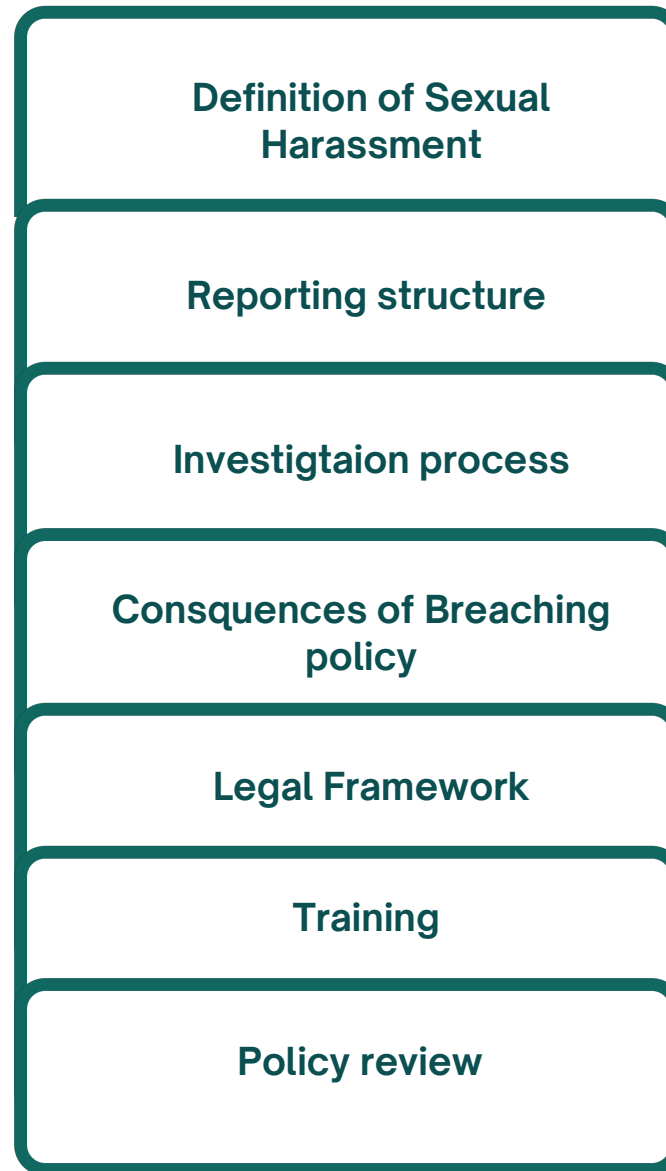 Definition of Sexual
Harassment
Reporting structure
Investigtaion process
Consquences of Breaching
policy
Legal Framework
Training
Policy review